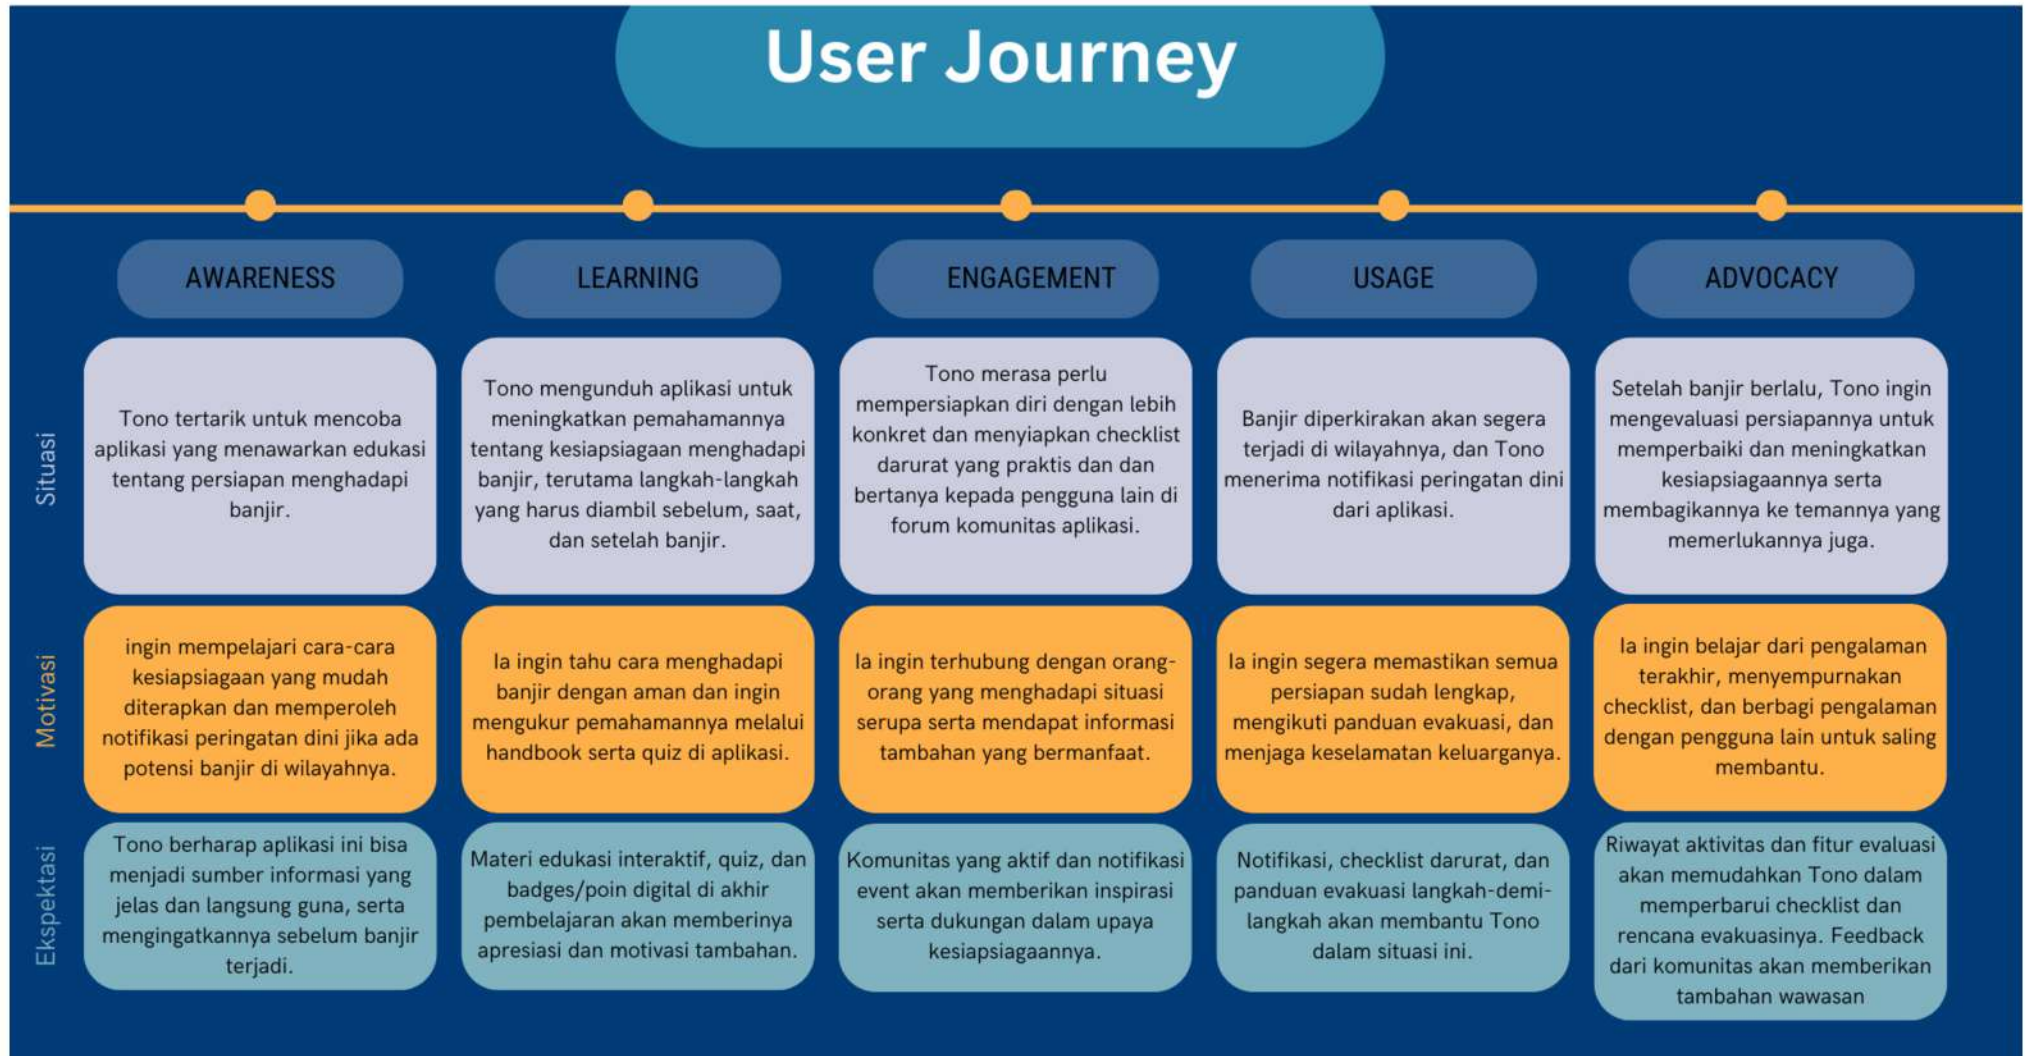 User Journey
AWARENESS
LEARNING
ENGAGEMENT
USAGE
ADVOCACY
Situasi
Tono tertarik untuk mencoba
aplikasi yang menawarkan edukasi
tentang persiapan menghadapi
banjir.
Tono mengunduh aplikasi untuk
meningkatkan pemahamannya
tentang kesiapsiagaan menghadapi
banjir, terutama langkah-langkah
yang harus diambil sebelum, saat,
dan setelah banjir.
Tono merasa perlu
mempersiapkan diri dengan lebih
konkret dan menyiapkan checklist
darurat yang praktis dan dan
bertanya kepada pengguna lain di
forum komunitas aplikasi.
Banjir diperkirakan akan segera
terjadi di wilayahnya, dan Tono
menerima notifikasi peringatan dini
dari aplikasi.
Setelah banjir berlalu, Tono ingin
mengevaluasi persiapannya untuk
memperbaiki dan meningkatkan
kesiapsiagaannya serta
membagikannya ke temannya yang
memerlukannya juga.
Motivasi
ingin mempelajari cara-cara
kesiapsiagaan yang mudah
diterapkan dan memperoleh
notifikasi peringatan dini jika ada
potensi banjir di wilayahnya.
Ia ingin tahu cara menghadapi
banjir dengan aman dan ingin
mengukur pemahamannya melalui
handbook serta quiz di aplikasi.
Ia ingin terhubung dengan orang-
orang yang menghadapi situasi
serupa serta mendapat informasi
tambahan yang bermanfaat.
Ia ingin segera memastikan semua
persiapan sudah lengkap,
mengikuti panduan evakuasi, dan
menjaga keselamatan keluarganya.
Ia ingin belajar dari pengalaman
terakhir, menyempurnakan
checklist, dan berbagi pengalaman
dengan pengguna lain untuk saling
membantu.
Ekspektasi
Tono berharap aplikasi ini bisa
menjadi sumber informasi yang
jelas dan langsung guna, serta
mengingatkannya sebelum banjir
terjadi.
Materi edukasi interaktif, quiz, dan
badges/poin digital di akhir
pembelajaran akan memberinya
apresiasi dan motivasi tambahan.
Komunitas yang aktif dan notifikasi
event akan memberikan inspirasi
serta dukungan dalam upaya
kesiapsiagaannya.
Notifikasi, checklist darurat, dan
panduan evakuasi langkah-demi-
langkah akan membantu Tono
dalam situasi ini.
Riwayat aktivitas dan fitur evaluasi
akan memudahkan Tono dalam
memperbarui checklist dan
rencana evakuasinya. Feedback
dari komunitas akan memberikan
tambahan wawasan